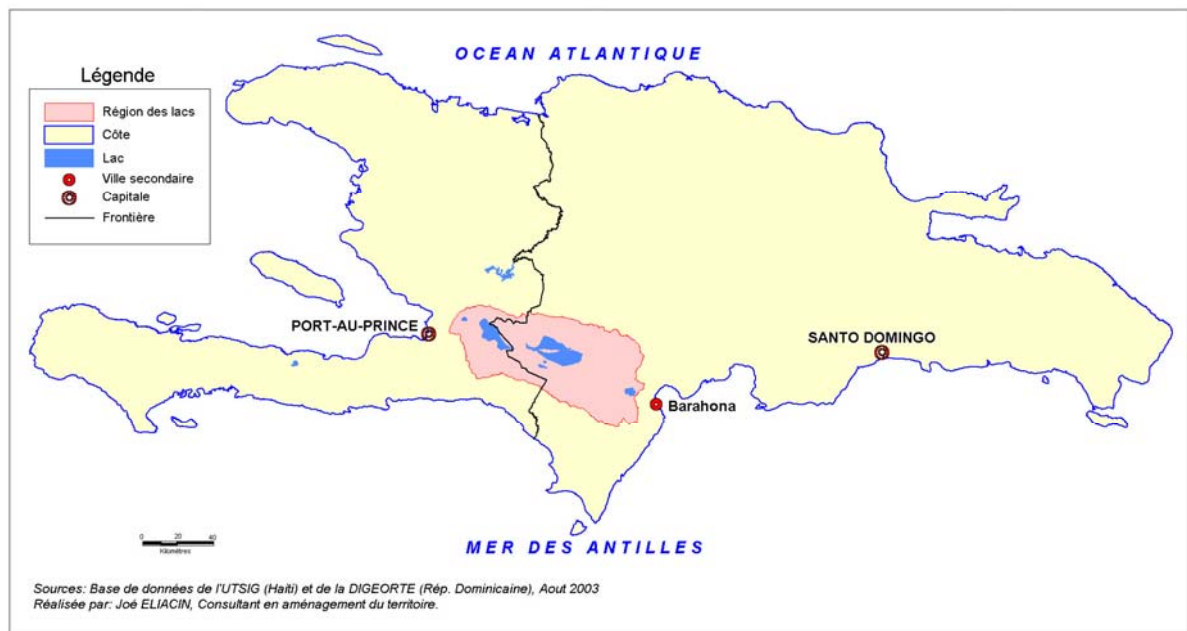 OCEAN ATLANTIQUE
Légende
Région des lacs
Côte
Lac
Ville secondaire
Capitale
Frontière
PORT-AU-PRINCE
SANTO DOMINGO
Barahona
0 20 40
Kilomètres
MER DES ANTILLES
Sources: Base de données de l'UTSIG (Haiti) et de la DIGEORTE (Rép. Dominicaine), Aout 2003
Réalisée par: Joé ELIACIN, Consultant en aménagement du territoire.